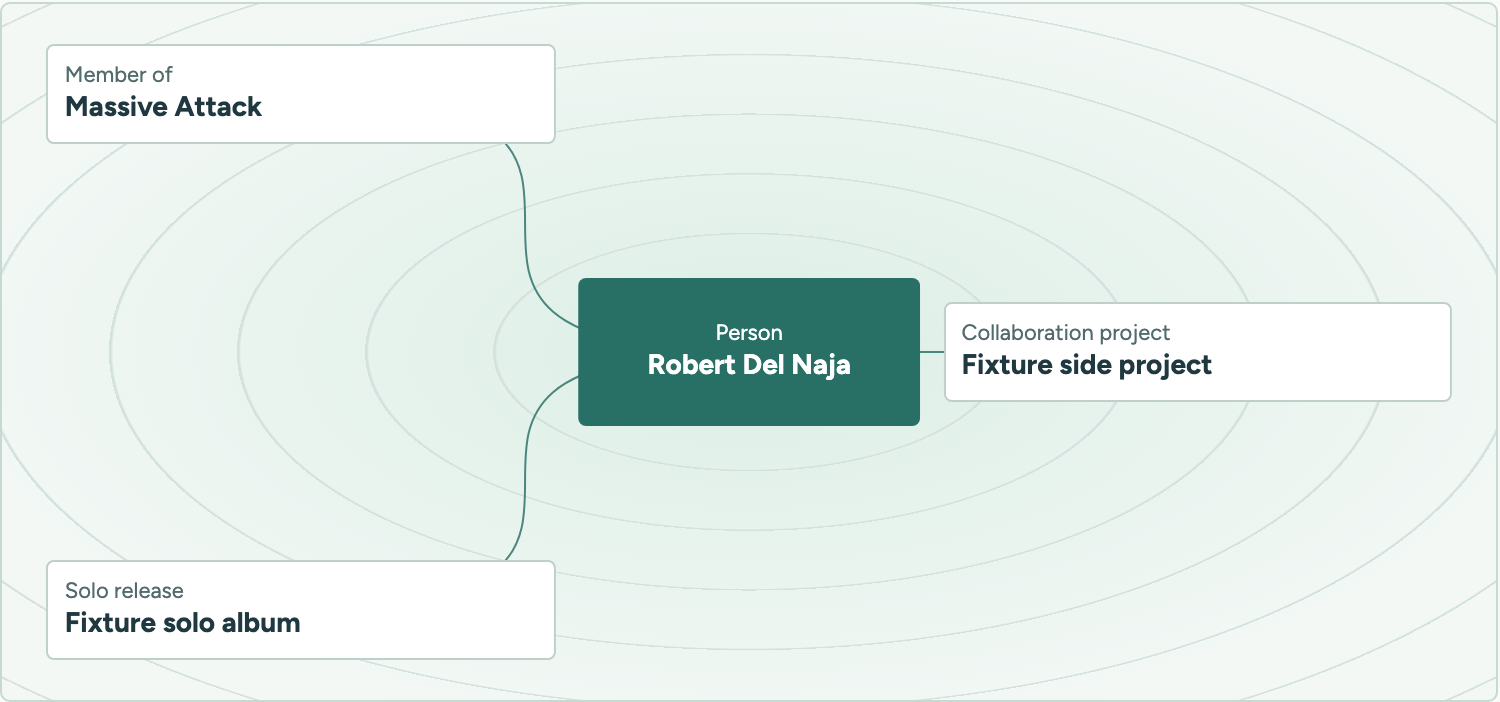 Member of
Massive Attack
Person
Robert Del Naja
Collaboration project
Fixture side project
Solo release
Fixture solo album